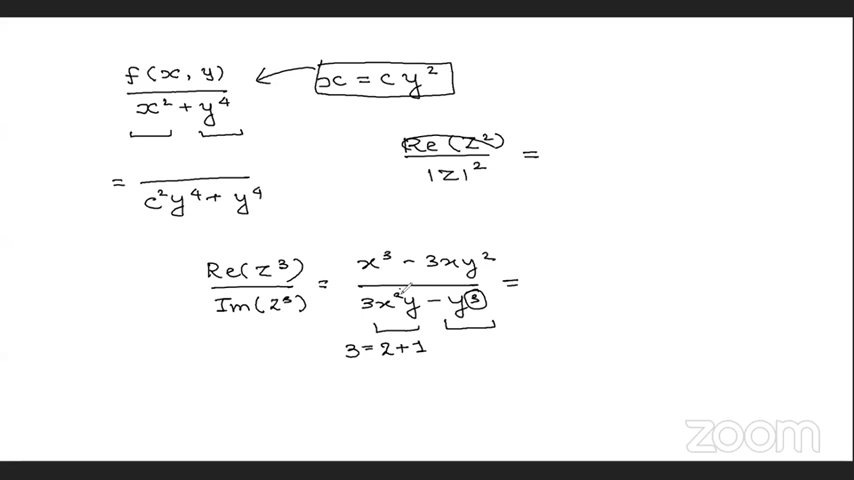 f(x, y)
x² + y⁴
x = cy²
=
c²y⁴ + y⁴
Re(z²)
|z|²
=
Re(z³)
Im(z³)
=
x³ - 3xy²
3x²y - y³
=
3 = 2 + 1
zoom